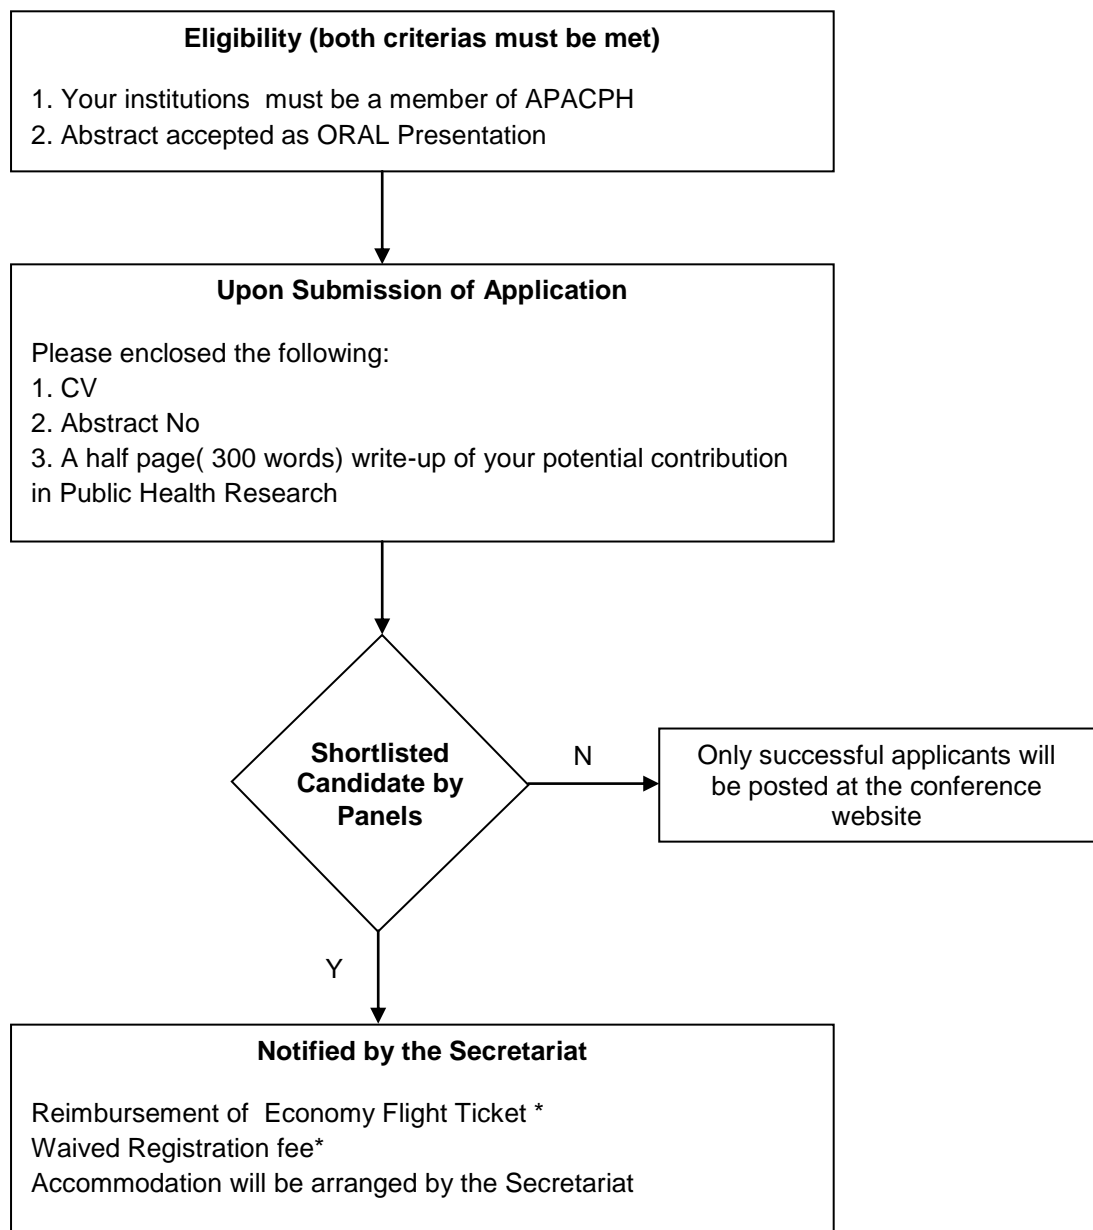 Eligibility (both criterias must be met)
1. Your institutions  must be a member of APACPH
2. Abstract accepted as ORAL Presentation
Upon Submission of Application
Please enclosed the following:
1. CV
2. Abstract No
3. A half page( 300 words) write-up of your potential contribution
in Public Health Research
Shortlisted
Candidate by
Panels
N
Only successful applicants will
be posted at the conference
website
Y
Notified by the Secretariat
Reimbursement of  Economy Flight Ticket *
Waived Registration fee*
Accommodation will be arranged by the Secretariat